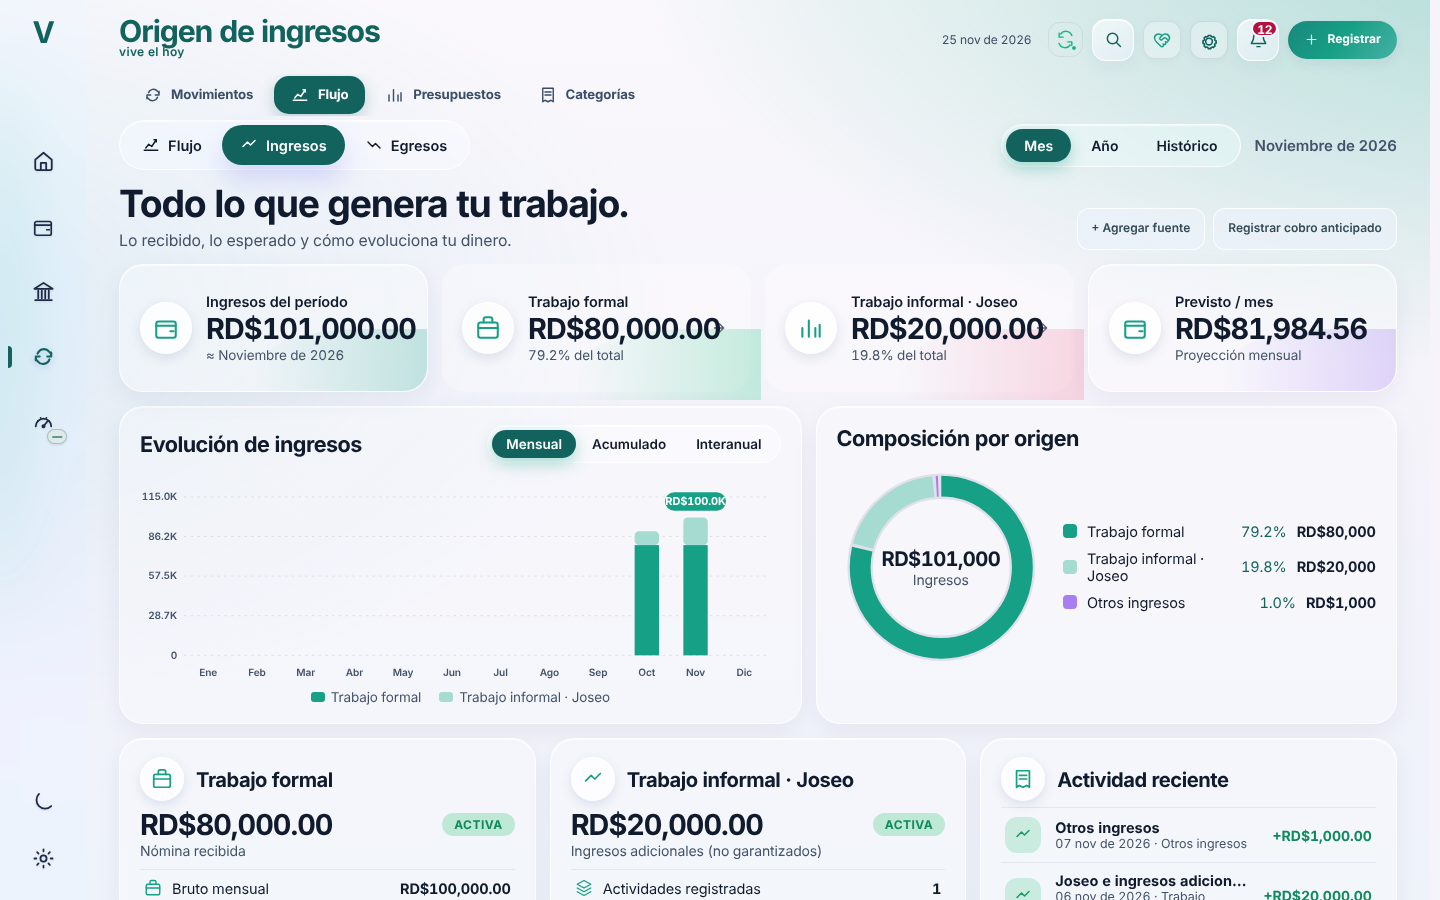 V
Origen de ingresos
vive el hoy
25 nov de 2026
12
+ Registrar
Movimientos
Flujo
Presupuestos
Categorías
Flujo
Ingresos
Egresos
Mes
Año
Histórico
Noviembre de 2026
Todo lo que genera tu trabajo.
Lo recibido, lo esperado y cómo evoluciona tu dinero.
+ Agregar fuente
Registrar cobro anticipado
Ingresos del período
RD$101,000.00
≈ Noviembre de 2026
Trabajo formal
RD$80,000.00
79.2% del total
Trabajo informal · Joseo
RD$20,000.00
19.8% del total
Previsto / mes
RD$81,984.56
Proyección mensual
Evolución de ingresos
Mensual
Acumulado
Interanual
115.0K
86.2K
57.5K
28.7K
0
RD$100.0K
Ene
Feb
Mar
Abr
May
Jun
Jul
Ago
Sep
Oct
Nov
Dic
Trabajo formal
Trabajo informal · Joseo
Composición por origen
RD$101,000
Ingresos
Trabajo formal 79.2% RD$80,000
Trabajo informal ·
Joseo 19.8% RD$20,000
Otros ingresos 1.0% RD$1,000
Trabajo formal
RD$80,000.00
ACTIVA
Nómina recibida
Bruto mensual RD$100,000.00
Trabajo informal · Joseo
RD$20,000.00
ACTIVA
Ingresos adicionales (no garantizados)
Actividades registradas 1
Actividad reciente
Otros ingresos
07 nov de 2026 · Otros ingresos
+RD$1,000.00
Joseo e ingresos adicion...
06 nov de 2026 · Trabajo
+RD$20,000.00